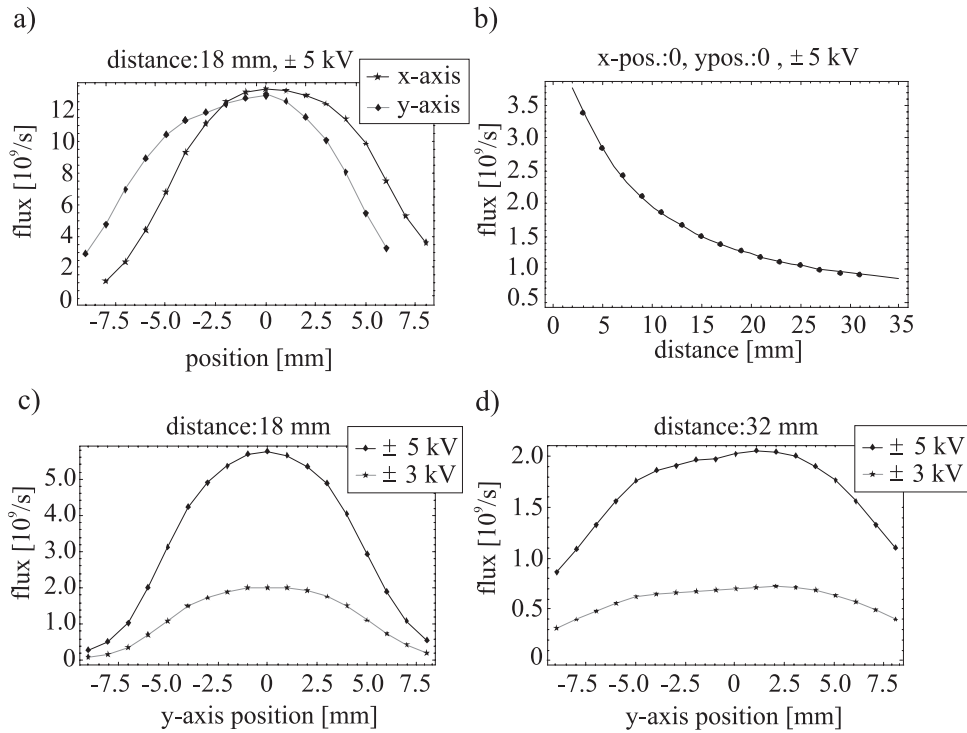 a)
distance:18 mm, ± 5 kV
x-axis
y-axis
flux [10⁹/s]
12
10
8
6
4
2
0
-7.5 -5.0 -2.5 0 2.5 5.0 7.5
position [mm]
b)
x-pos.:0, ypos.:0 , ± 5 kV
flux [10⁹/s]
3.5
3.0
2.5
2.0
1.5
1.0
0.5
0 5 10 15 20 25 30 35
distance [mm]
c)
distance:18 mm
± 5 kV
± 3 kV
flux [10⁹/s]
5.0
4.0
3.0
2.0
1.0
0
-7.5 -5.0 -2.5 0 2.5 5.0 7.5
y-axis position [mm]
d)
distance:32 mm
± 5 kV
± 3 kV
flux [10⁹/s]
2.0
1.5
1.0
0.5
0
-7.5 -5.0 -2.5 0 2.5 5.0 7.5
y-axis position [mm]